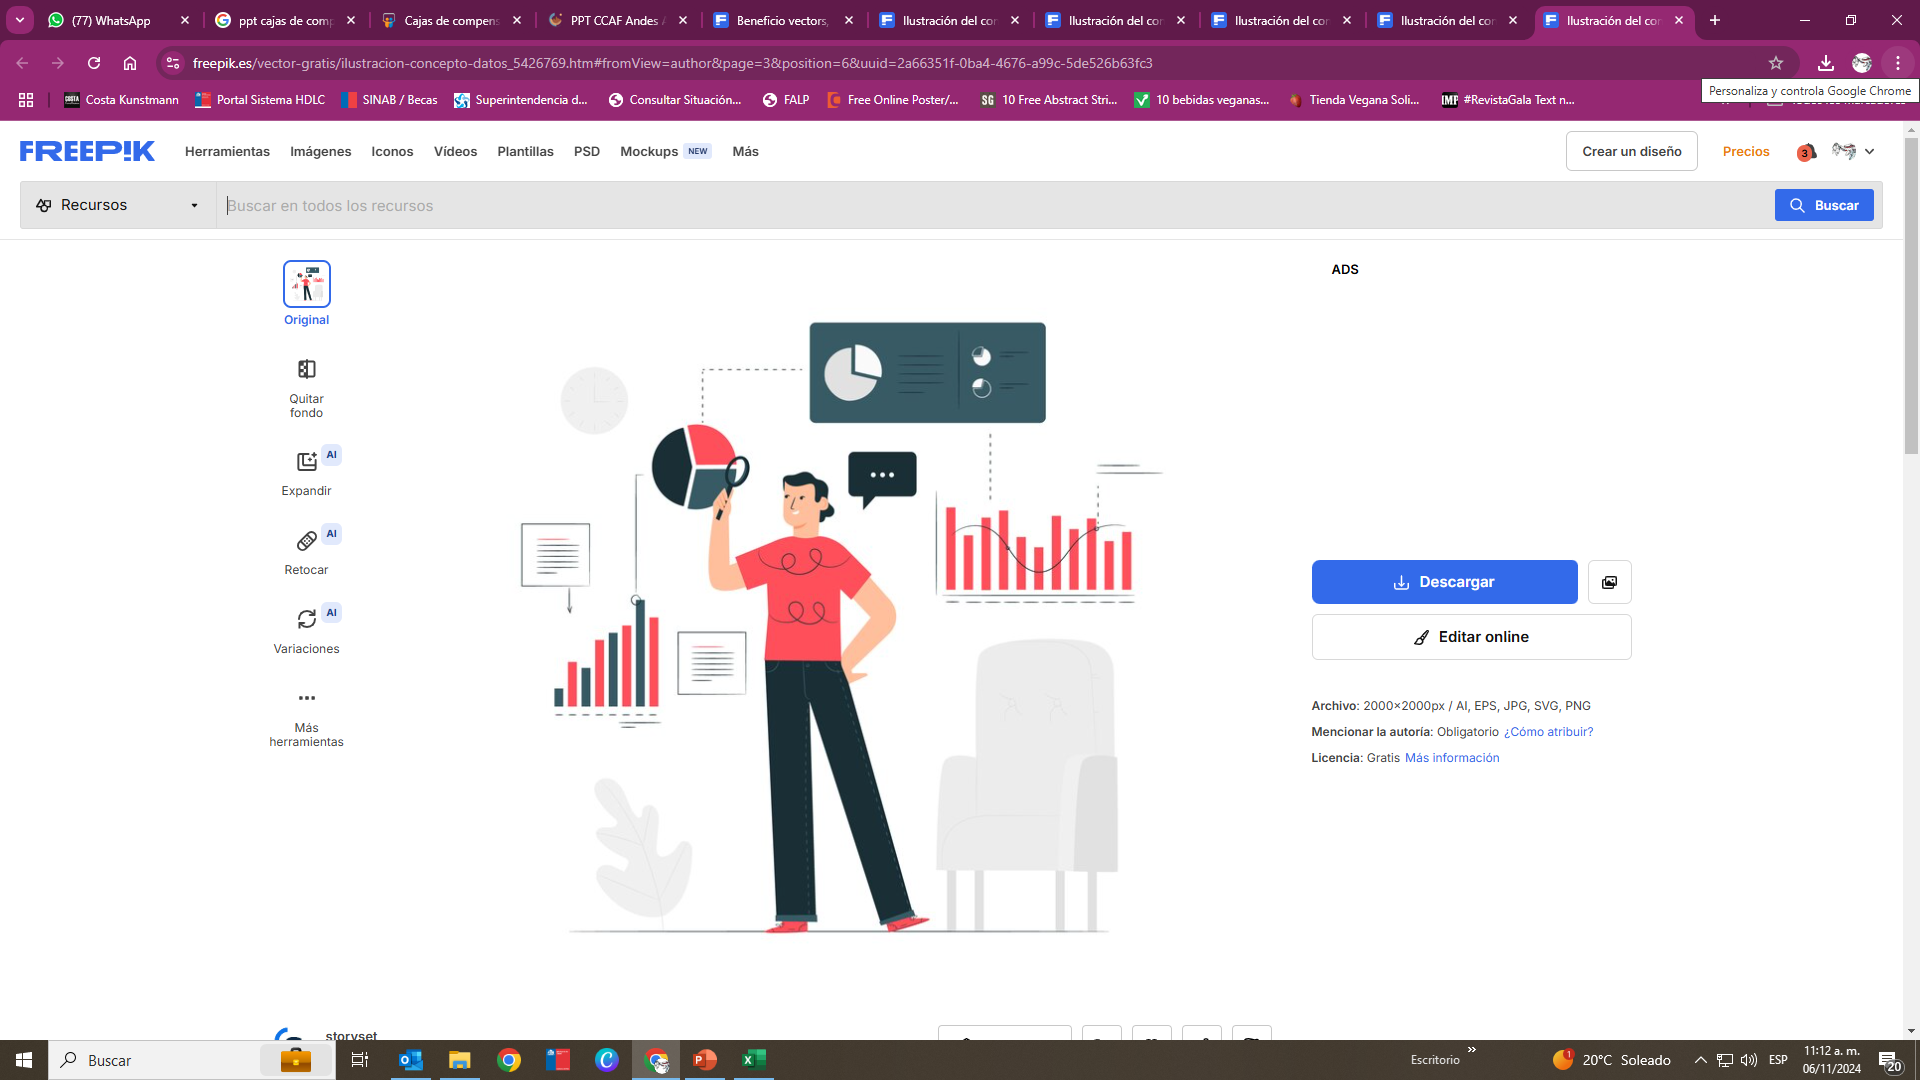 (77) WhatsApp
ppt cajas de comp
Cajas de compens
PPT CCAF Andes
Beneficio vectors,
Ilustración del co
Ilustración del co
Ilustración del co
Ilustración del co
Ilustración del co
freepik.es/vector-gratis/ilustracion-concepto-datos_5426769.htm#fromView=author&page=3&position=6&uuid=2a66351f-0ba4-4676-a99c-5de526b63fc3
Costa Kunstmann
Portal Sistema HDLC
SINAB / Becas
Superintendencia d...
Consultar Situación...
FALP
Free Online Poster/...
SG 10 Free Abstract Stri...
10 bebidas veganas...
Tienda Vegana Soli...
IMP #RevistaGala Text n...
Personaliza y controla Google Chrome
FREEPIK
Herramientas
Imágenes
Iconos
Vídeos
Plantillas
PSD
Mockups NEW
Más
Crear un diseño
Precios
3
Recursos
Buscar en todos los recursos
Buscar
Original
Quitar
fondo
AI
Expandir
AI
Retocar
AI
Variaciones
Más
herramientas
ADS
Descargar
Editar online
Archivo: 2000×2000px / AI, EPS, JPG, SVG, PNG
Mencionar la autoría: Obligatorio ¿Cómo atribuir?
Licencia: Gratis Más información
storyset
Buscar
Escritorio
1
20°C Soleado
ESP
11:12 a. m.
06/11/2024
20